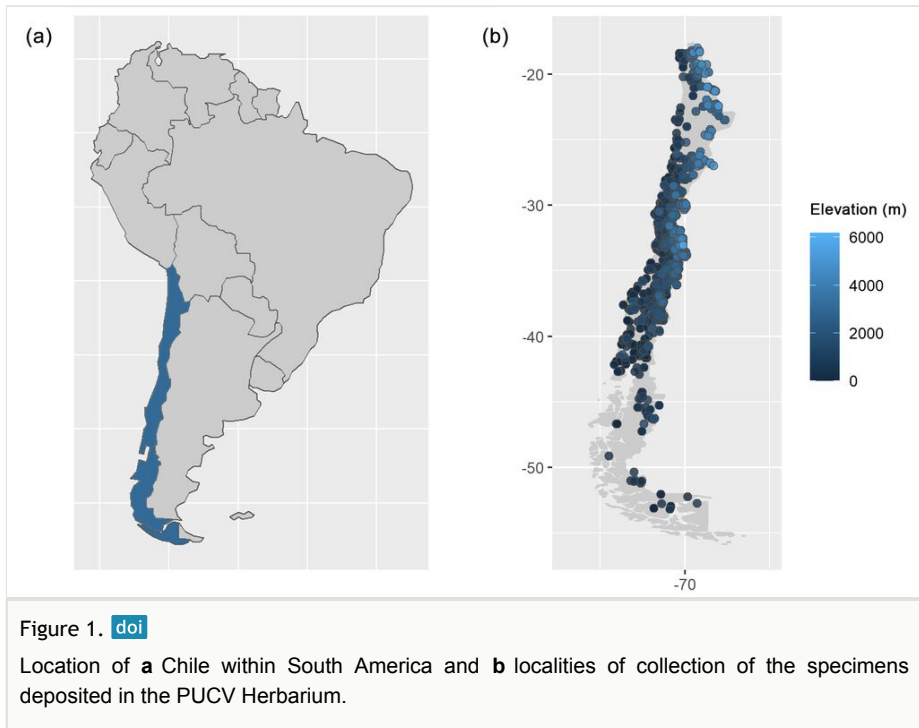 (a)
(b)
-20
-30
-40
-50
-70
Elevation (m)
6000
4000
2000
0
Figure 1. doi
Location of a Chile within South America and b localities of collection of the specimens
deposited in the PUCV Herbarium.